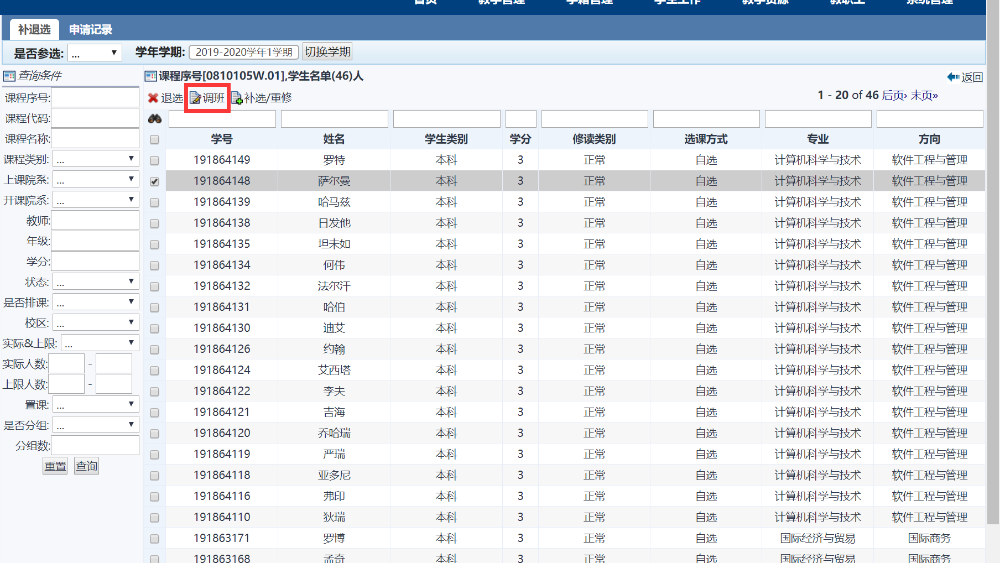 首页 教学管理 学籍管理 学生工作 教学资源 教职工 系统管理
补退选 申请记录
是否参选: ... 学年学期: 2019-2020学年1学期 切换学期
查询条件
课程序号:
课程代码:
课程名称:
课程类别: ...
上课院系: ...
开课院系: ...
教师:
年级:
学分:
状态: ...
是否排课: ...
校区: ...
实际&上限: ...
实际人数: -
上限人数: -
置课: ...
是否分组: ...
分组数:
重置 查询
课程序号[0810105W.01],学生名单(46)人 返回
退选 调班 补选/重修 1 - 20 of 46 后页› 末页»
学号 姓名 学生类别 学分 修读类别 选课方式 专业 方向
191864149 罗特 本科 3 正常 自选 计算机科学与技术 软件工程与管理
191864148 萨尔曼 本科 3 正常 自选 计算机科学与技术 软件工程与管理
191864139 哈马兹 本科 3 正常 自选 计算机科学与技术 软件工程与管理
191864138 日发他 本科 3 正常 自选 计算机科学与技术 软件工程与管理
191864135 坦未如 本科 3 正常 自选 计算机科学与技术 软件工程与管理
191864134 何伟 本科 3 正常 自选 计算机科学与技术 软件工程与管理
191864132 法尔汗 本科 3 正常 自选 计算机科学与技术 软件工程与管理
191864131 哈伯 本科 3 正常 自选 计算机科学与技术 软件工程与管理
191864130 迪艾 本科 3 正常 自选 计算机科学与技术 软件工程与管理
191864126 约翰 本科 3 正常 自选 计算机科学与技术 软件工程与管理
191864124 艾西塔 本科 3 正常 自选 计算机科学与技术 软件工程与管理
191864122 李夫 本科 3 正常 自选 计算机科学与技术 软件工程与管理
191864121 吉海 本科 3 正常 自选 计算机科学与技术 软件工程与管理
191864120 乔哈瑞 本科 3 正常 自选 计算机科学与技术 软件工程与管理
191864119 严瑞 本科 3 正常 自选 计算机科学与技术 软件工程与管理
191864118 亚多尼 本科 3 正常 自选 计算机科学与技术 软件工程与管理
191864116 弗印 本科 3 正常 自选 计算机科学与技术 软件工程与管理
191864110 狄瑞 本科 3 正常 自选 计算机科学与技术 软件工程与管理
191863171 罗博 本科 3 正常 自选 国际经济与贸易 国际商务
191863168 孟奇 本科 3 正常 自选 国际经济与贸易 国际商务